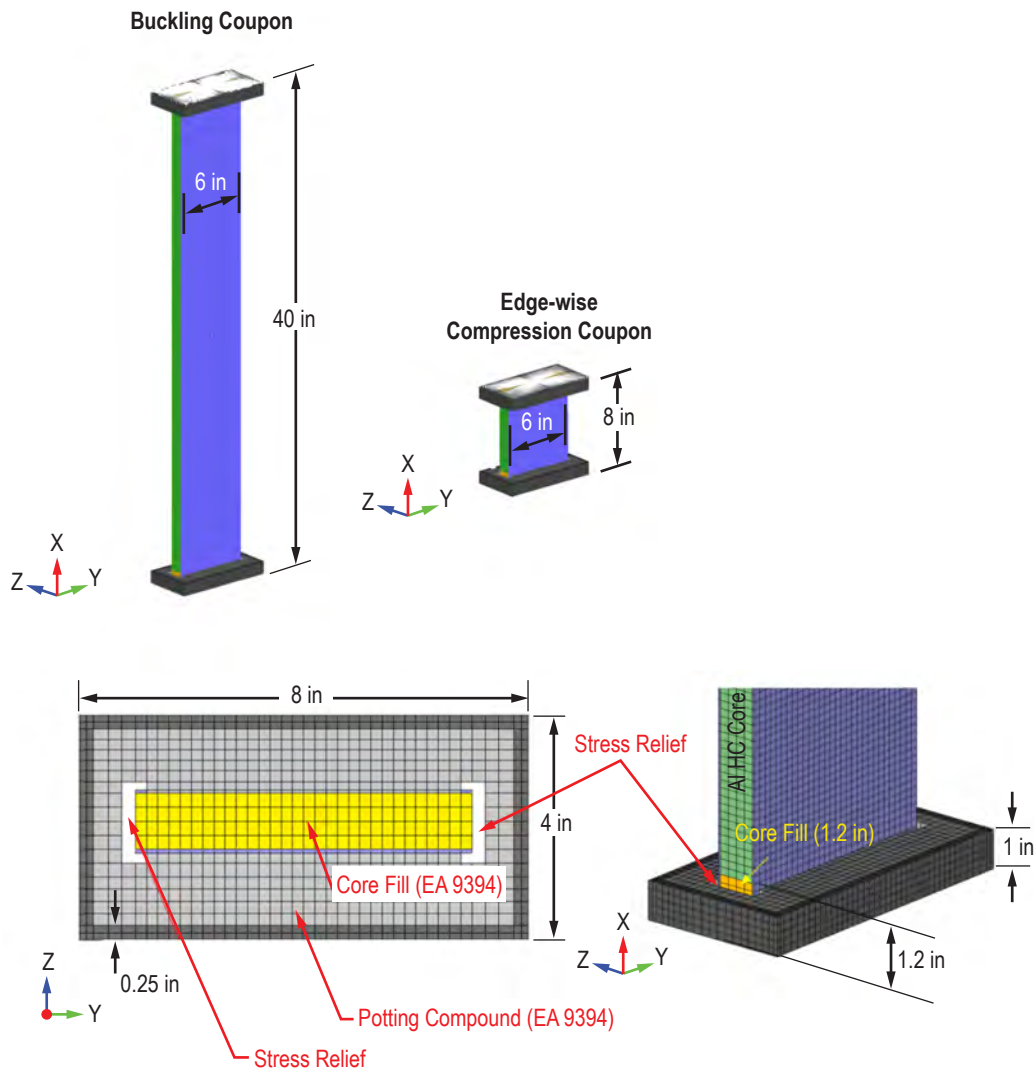 Buckling Coupon
6 in
40 in
Edge-wise
Compression Coupon
6 in
8 in
X
Z
Y
X
Z
Y
8 in
Stress Relief
4 in
Core Fill (EA 9394)
0.25 in
Z
Y
Potting Compound (EA 9394)
Stress Relief
Al HC Core
Core Fill (1.2 in)
1 in
1.2 in
X
Z
Y